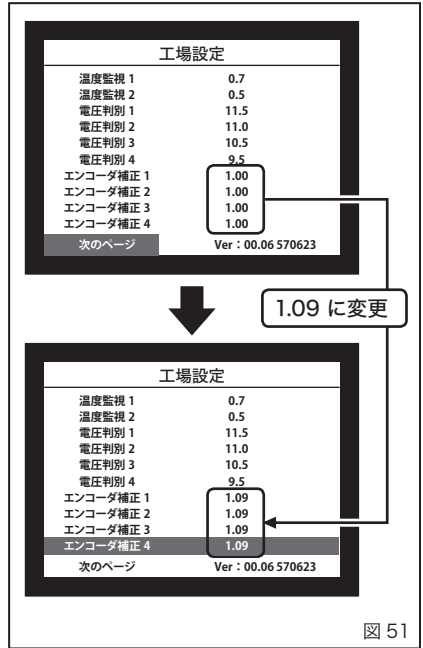 工場設定
温度監視 1 0.7
温度監視 2 0.5
電圧判別 1 11.5
電圧判別 2 11.0
電圧判別 3 10.5
電圧判別 4 9.5
エンコーダ補正 1 1.00
エンコーダ補正 2 1.00
エンコーダ補正 3 1.00
エンコーダ補正 4 1.00
次のページ Ver：00.06 570623
1.09 に変更
工場設定
温度監視 1 0.7
温度監視 2 0.5
電圧判別 1 11.5
電圧判別 2 11.0
電圧判別 3 10.5
電圧判別 4 9.5
エンコーダ補正 1 1.09
エンコーダ補正 2 1.09
エンコーダ補正 3 1.09
エンコーダ補正 4 1.09
次のページ Ver：00.06 570623
図 51